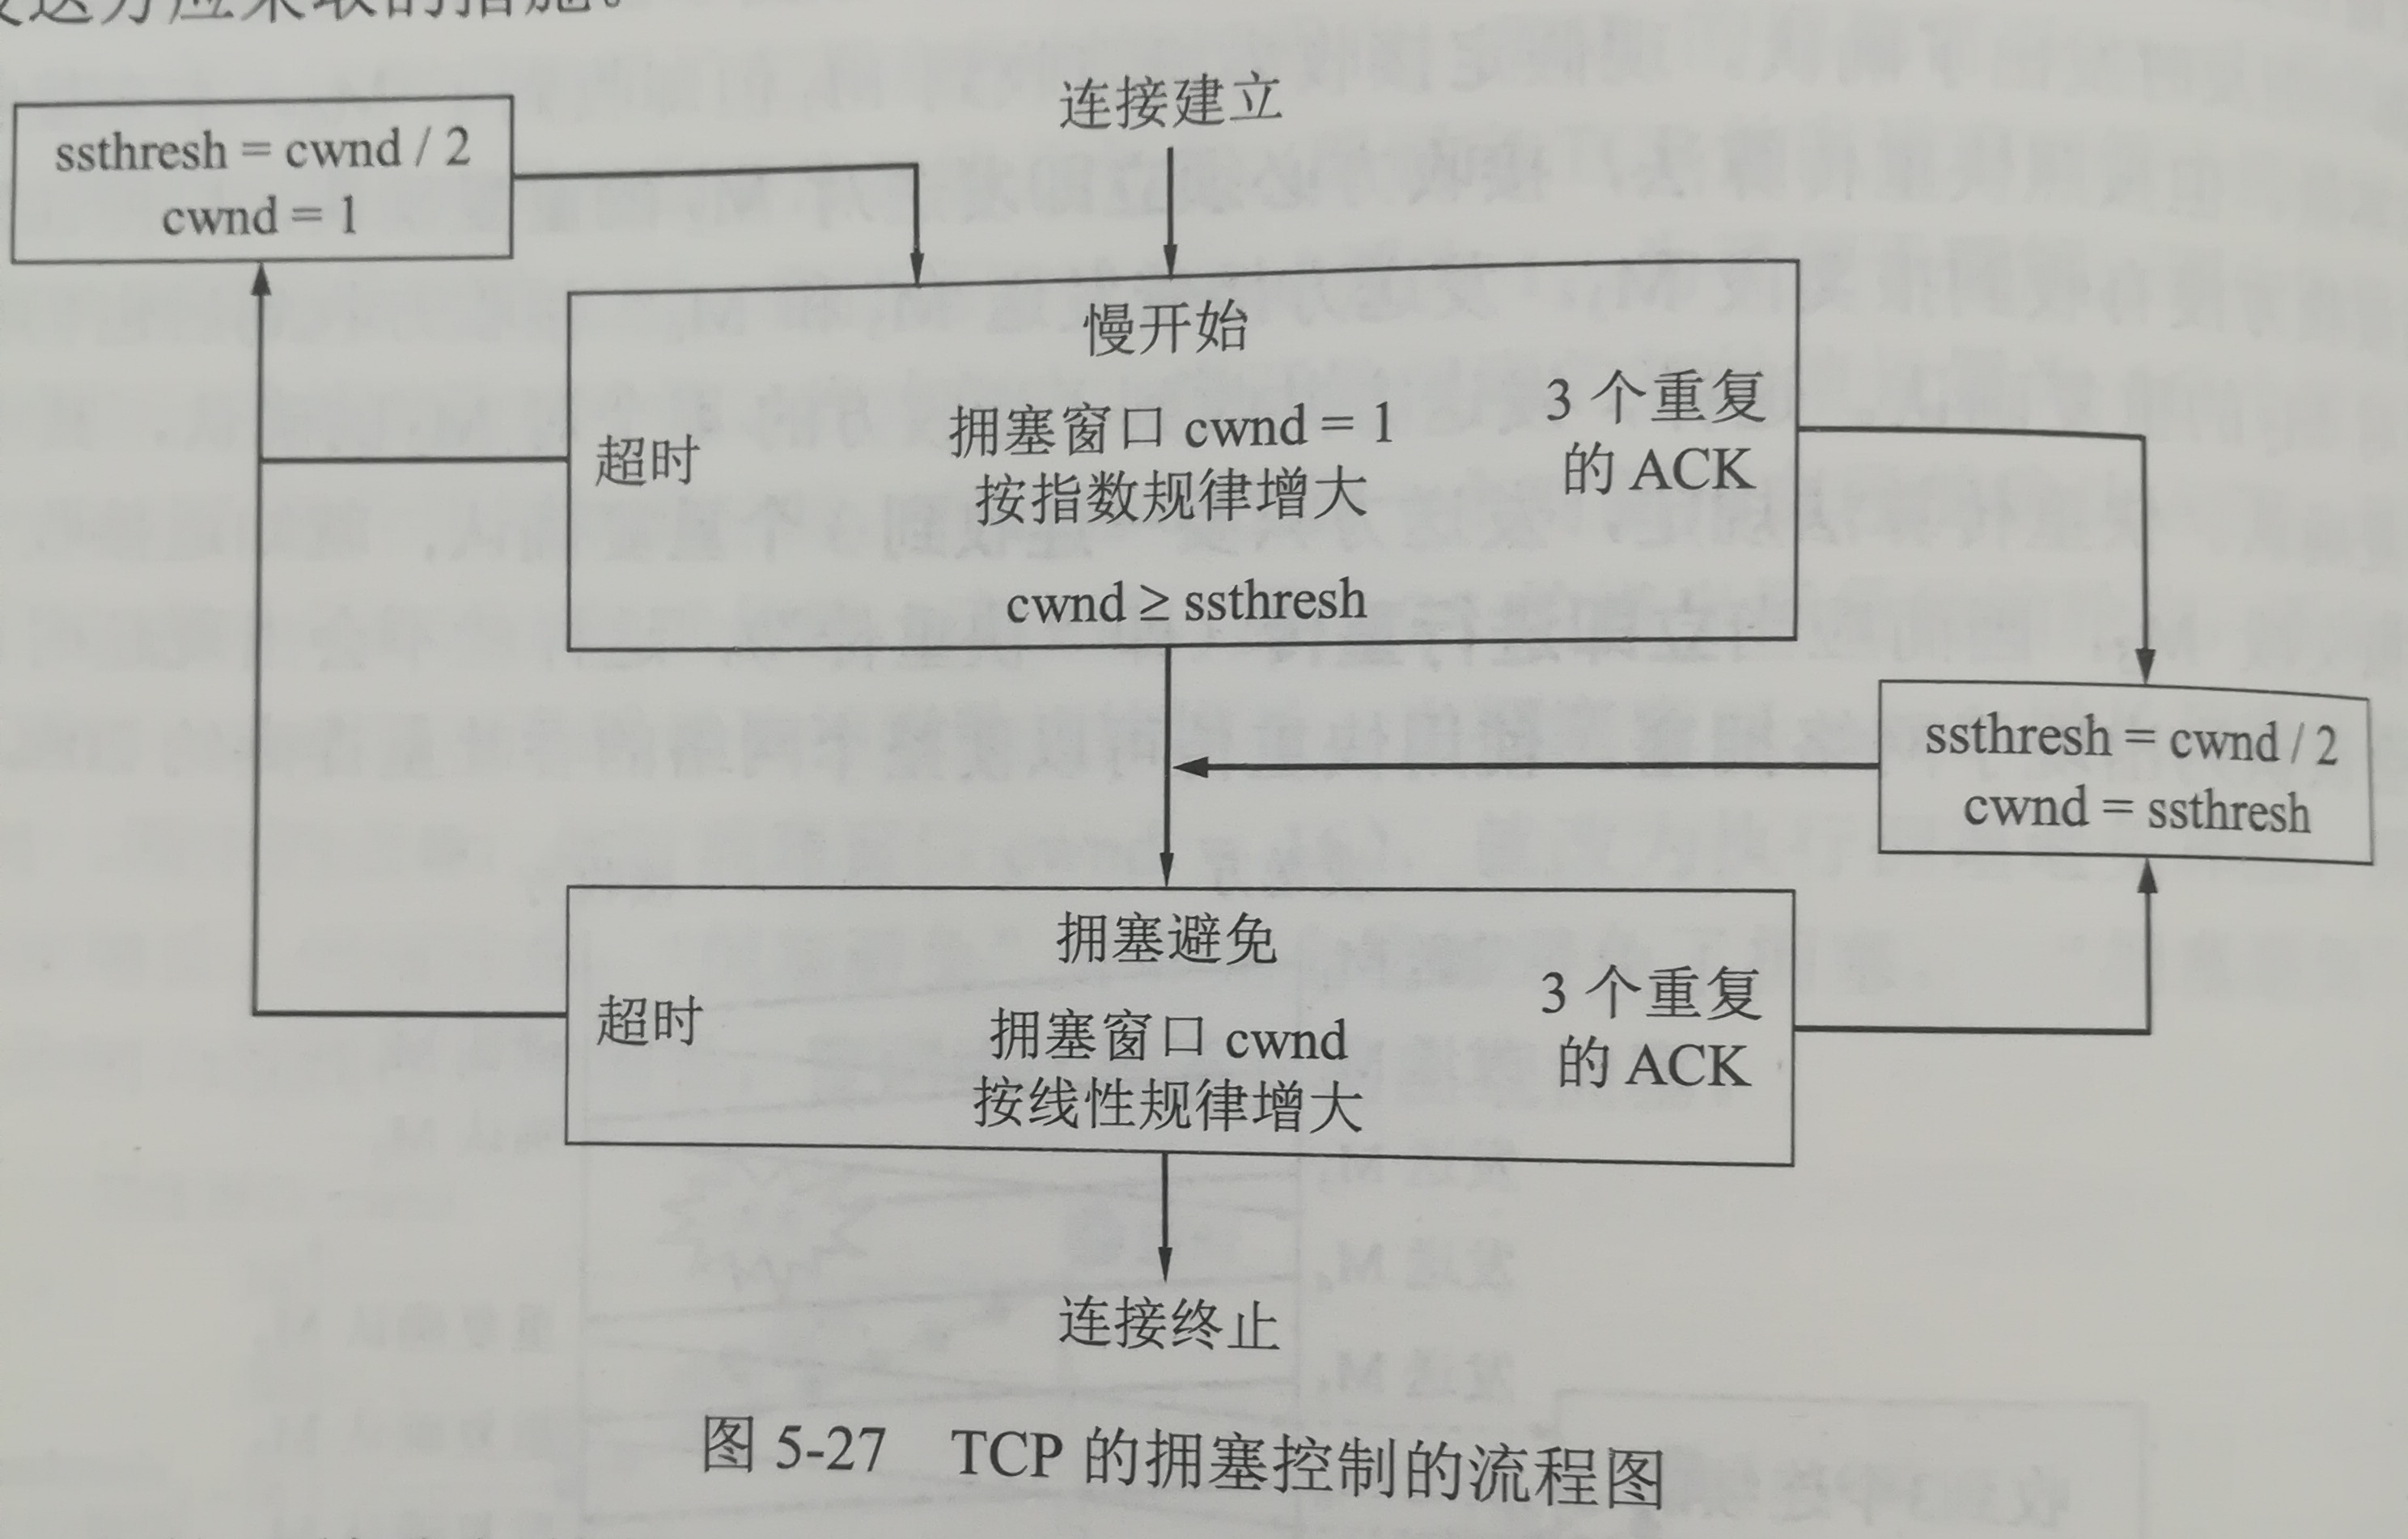 发送方应采取的措施。
连接建立
ssthresh = cwnd / 2
cwnd = 1
慢开始
超时
拥塞窗口 cwnd = 1
按指数规律增大
3 个重复
的 ACK
cwnd ≥ ssthresh
ssthresh = cwnd / 2
cwnd = ssthresh
拥塞避免
超时
拥塞窗口 cwnd
按线性规律增大
3 个重复
的 ACK
连接终止
图 5-27 TCP 的拥塞控制的流程图